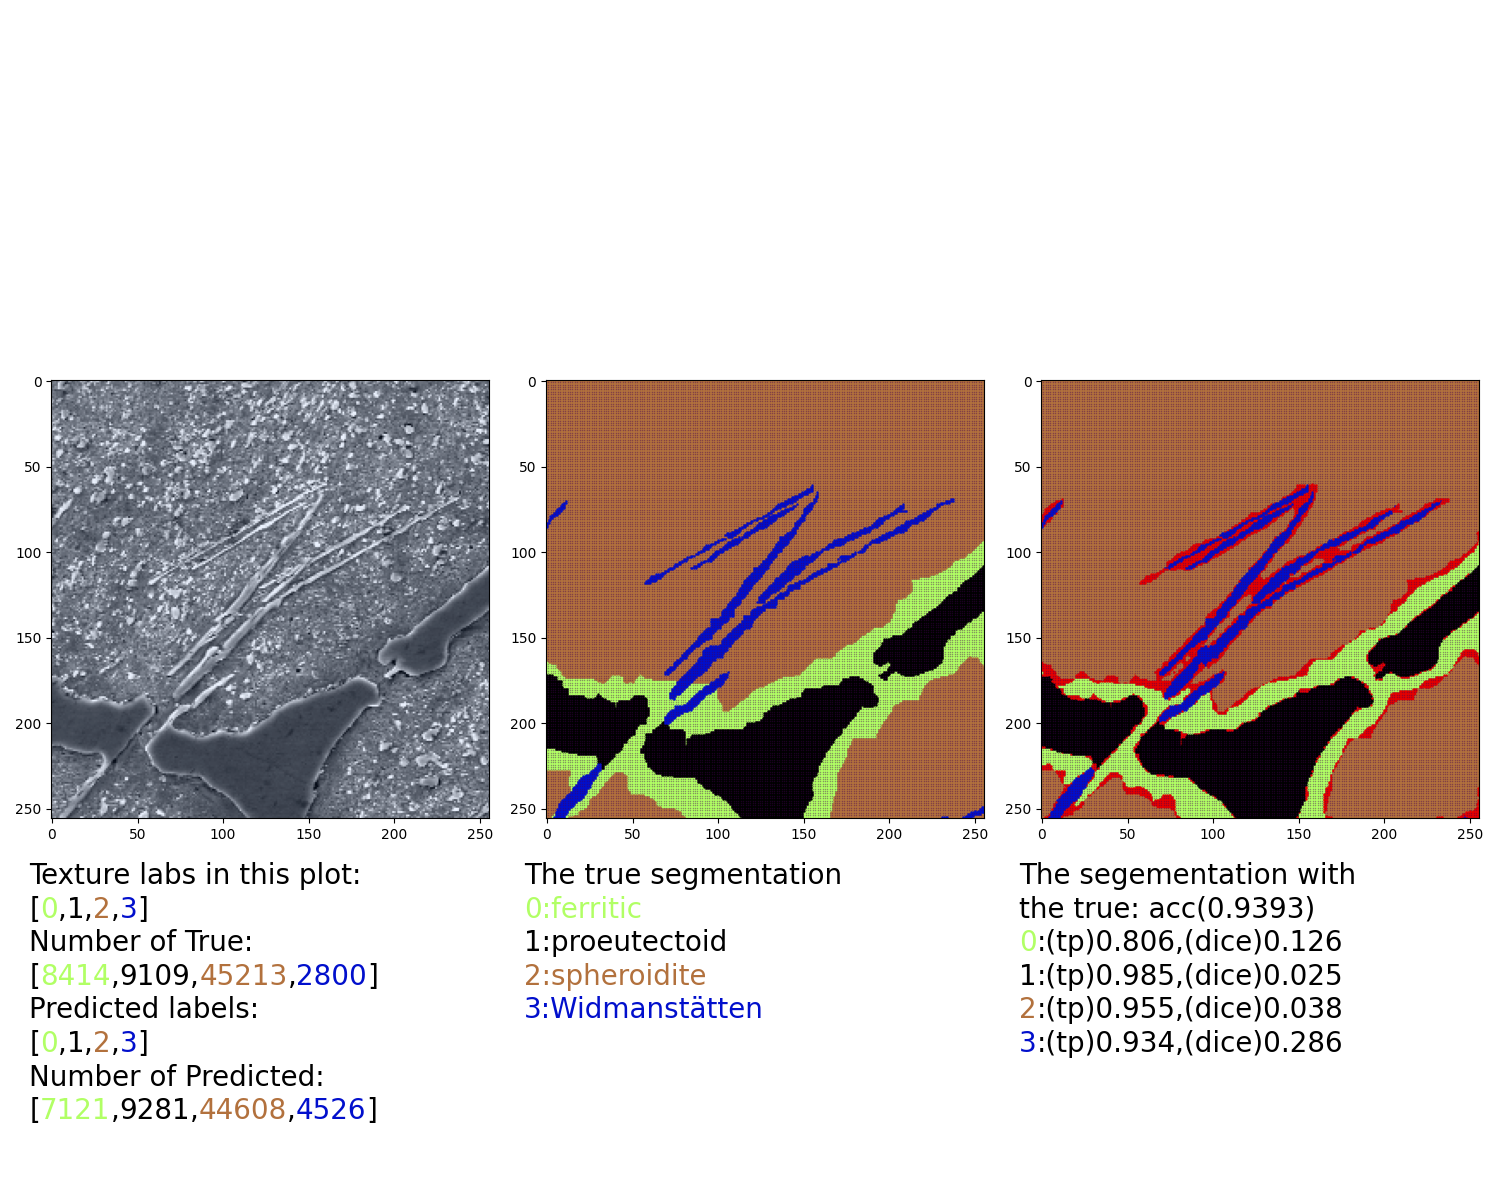 0
50
100
150
200
250
0 50 100 150 200 250
0
50
100
150
200
250
0 50 100 150 200 250
0
50
100
150
200
250
0 50 100 150 200 250
Texture labs in this plot:
[0,1,2,3]
Number of True:
[8414,9109,45213,2800]
Predicted labels:
[0,1,2,3]
Number of Predicted:
[7121,9281,44608,4526]
The true segmentation
0:ferritic
1:proeutectoid
2:spheroidite
3:Widmanstätten
The segementation with
the true: acc(0.9393)
0:(tp)0.806,(dice)0.126
1:(tp)0.985,(dice)0.025
2:(tp)0.955,(dice)0.038
3:(tp)0.934,(dice)0.286